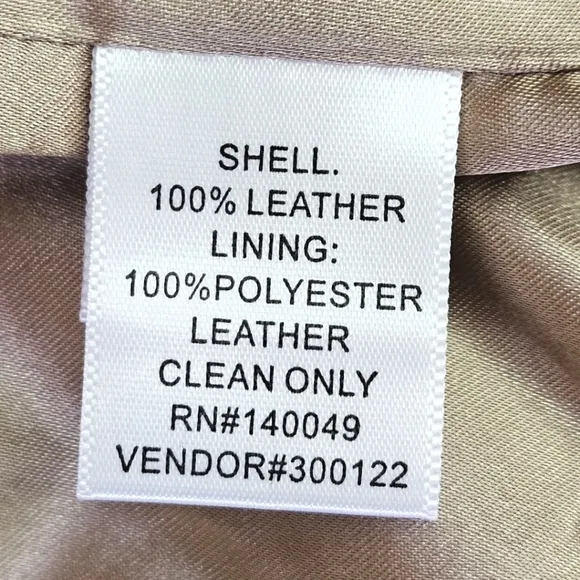 SHELL.
100% LEATHER
LINING:
100%POLYESTER
LEATHER
CLEAN ONLY
RN#140049
VENDOR#300122